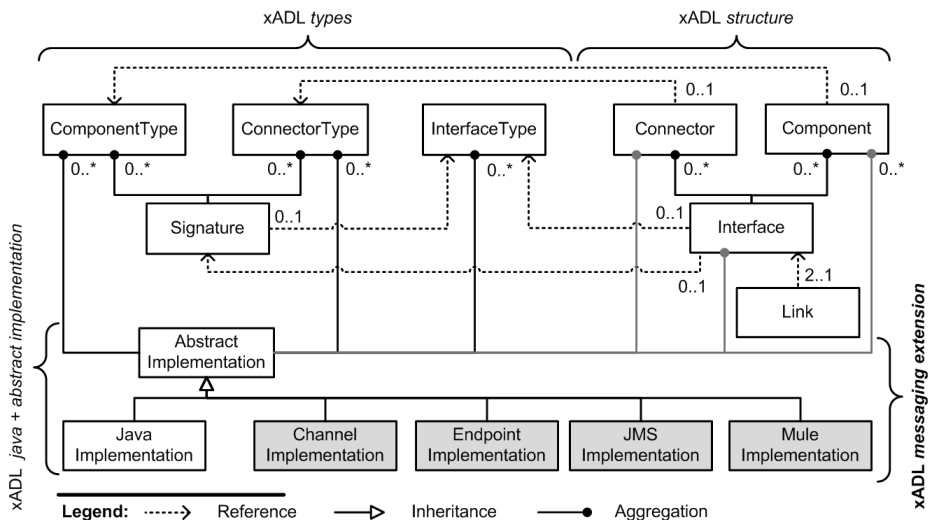 xADL types
xADL structure
0..1
0..1
ComponentType
ConnectorType
InterfaceType
Connector
Component
0..*
0..*
0..*
0..*
0..*
0..*
0..*
0..*
Signature
0..1
0..1
Interface
0..1
2..1
Link
xADL java + abstract implementation
Abstract
Implementation
xADL messaging extension
Java
Implementation
Channel
Implementation
Endpoint
Implementation
JMS
Implementation
Mule
Implementation
Legend:
Reference
Inheritance
Aggregation